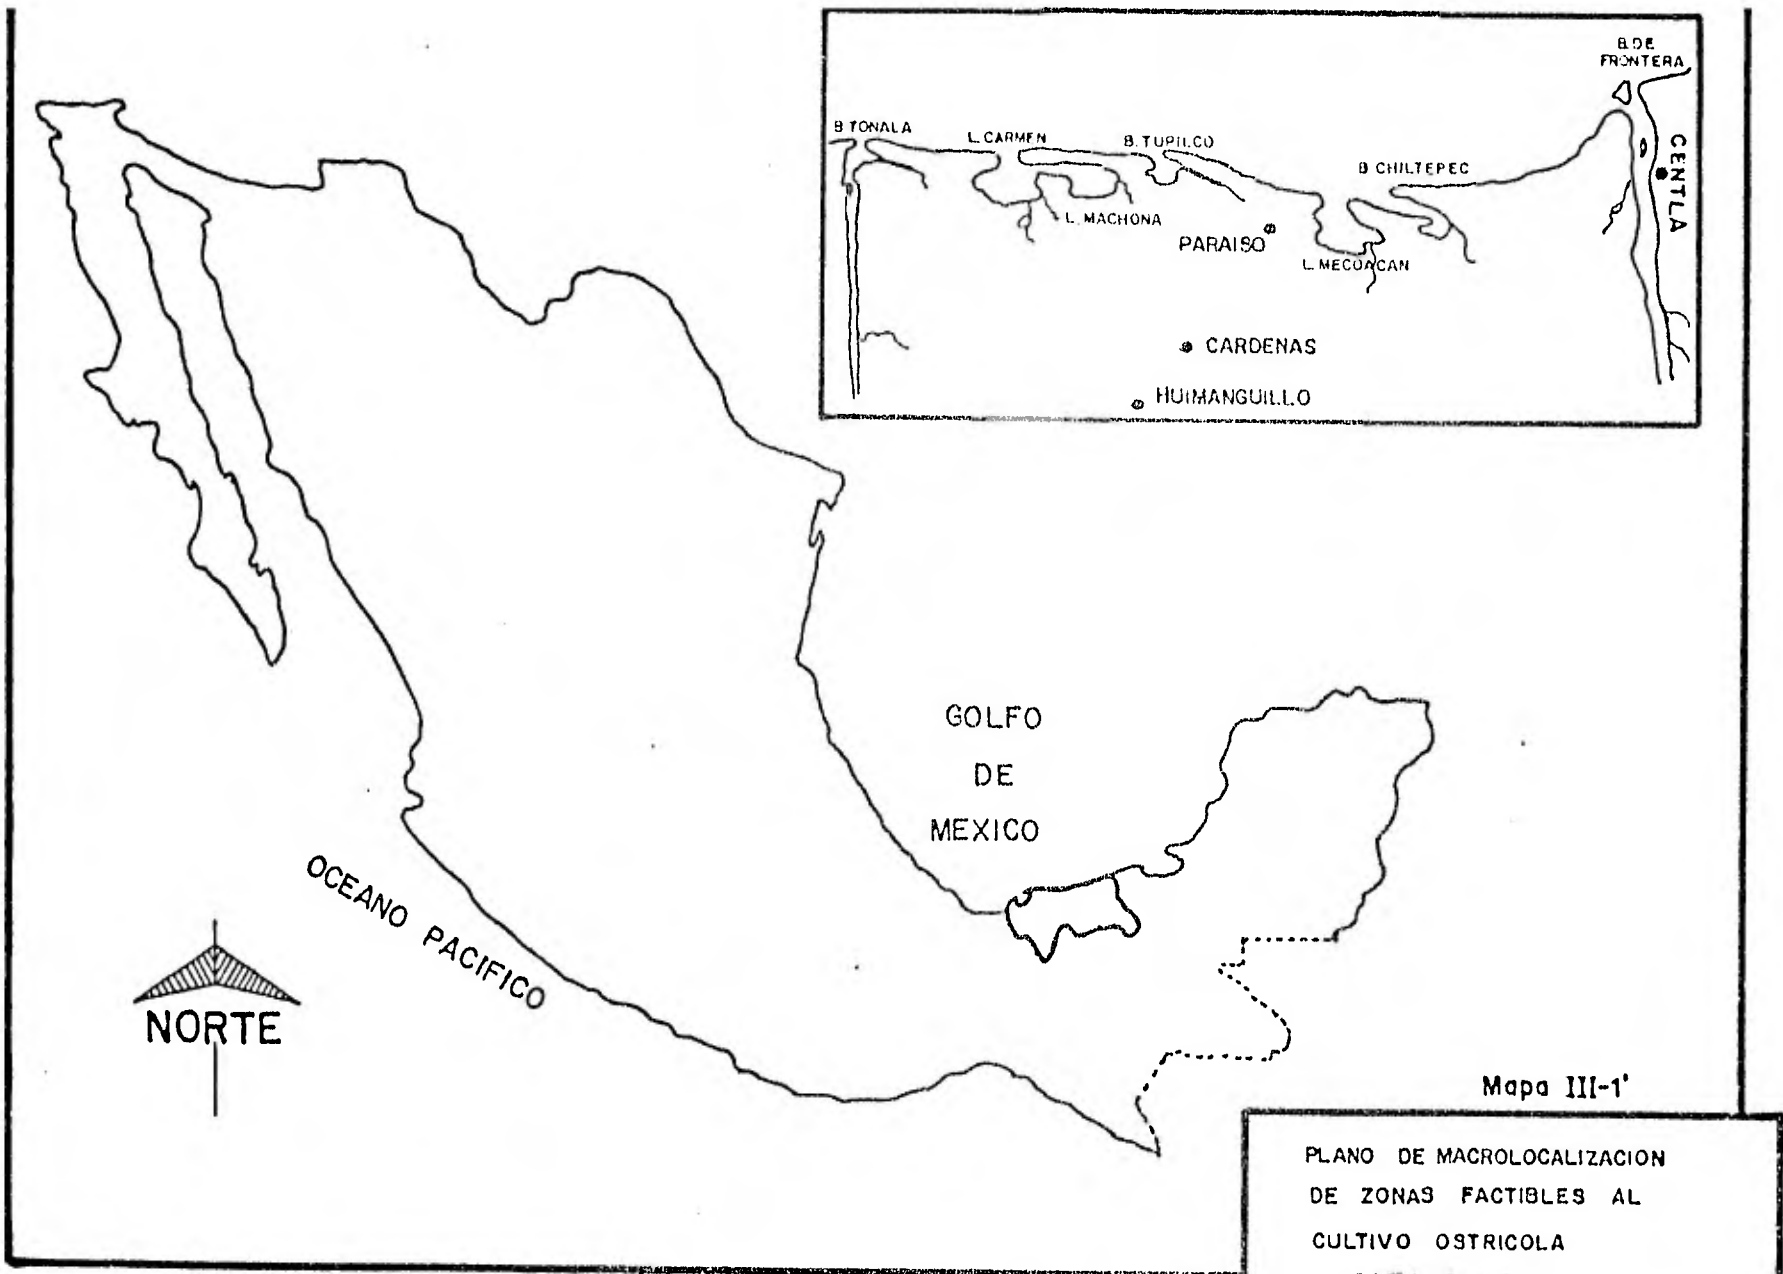 B. DE
FRONTERA
B. TONALA
L. CARMEN
B. TUPILCO
B. CHILTEPEC
CENTLA
L. MACHONA
PARAISO
L. MECOACAN
CARDENAS
HUIMANGUILLO
GOLFO
DE
MEXICO
OCEANO PACIFICO
NORTE
Mapa III-1'
PLANO DE MACROLOCALIZACION
DE ZONAS FACTIBLES AL
CULTIVO OSTRICOLA